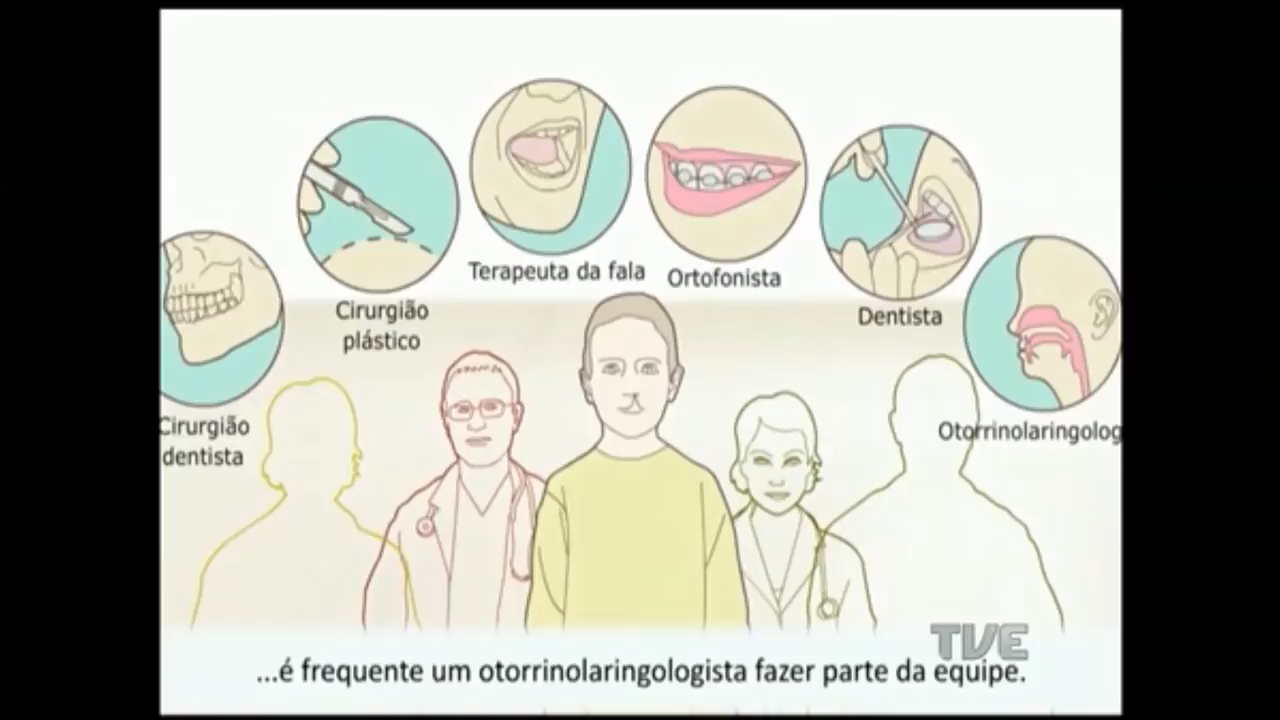 Terapeuta da fala
Ortofonista
Cirurgião
plástico
Dentista
Cirurgião
dentista
Otorrinolaringolog
TVE
...é frequente um otorrinolaringologista fazer parte da equipe.